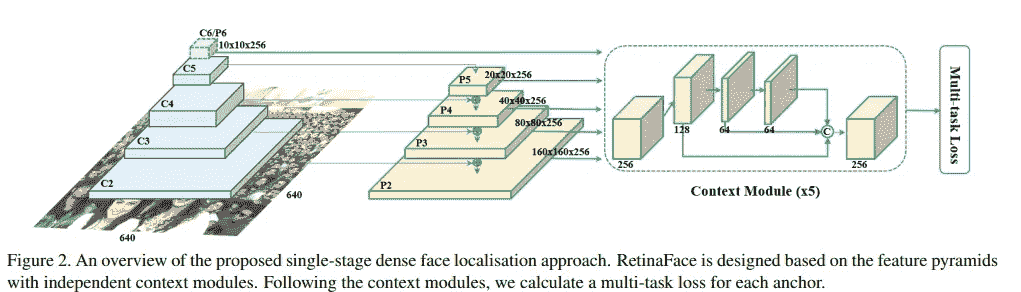 C6/P6
10x10x256
C5
C4
C3
C2
640
640
P5
20x20x256
P4
40x40x256
P3
80x80x256
P2
160x160x256
256
128
64
64
C
256
Context Module (x5)
Multi-task Loss
Figure 2. An overview of the proposed single-stage dense face localisation approach. RetinaFace is designed based on the feature pyramids
with independent context modules. Following the context modules, we calculate a multi-task loss for each anchor.